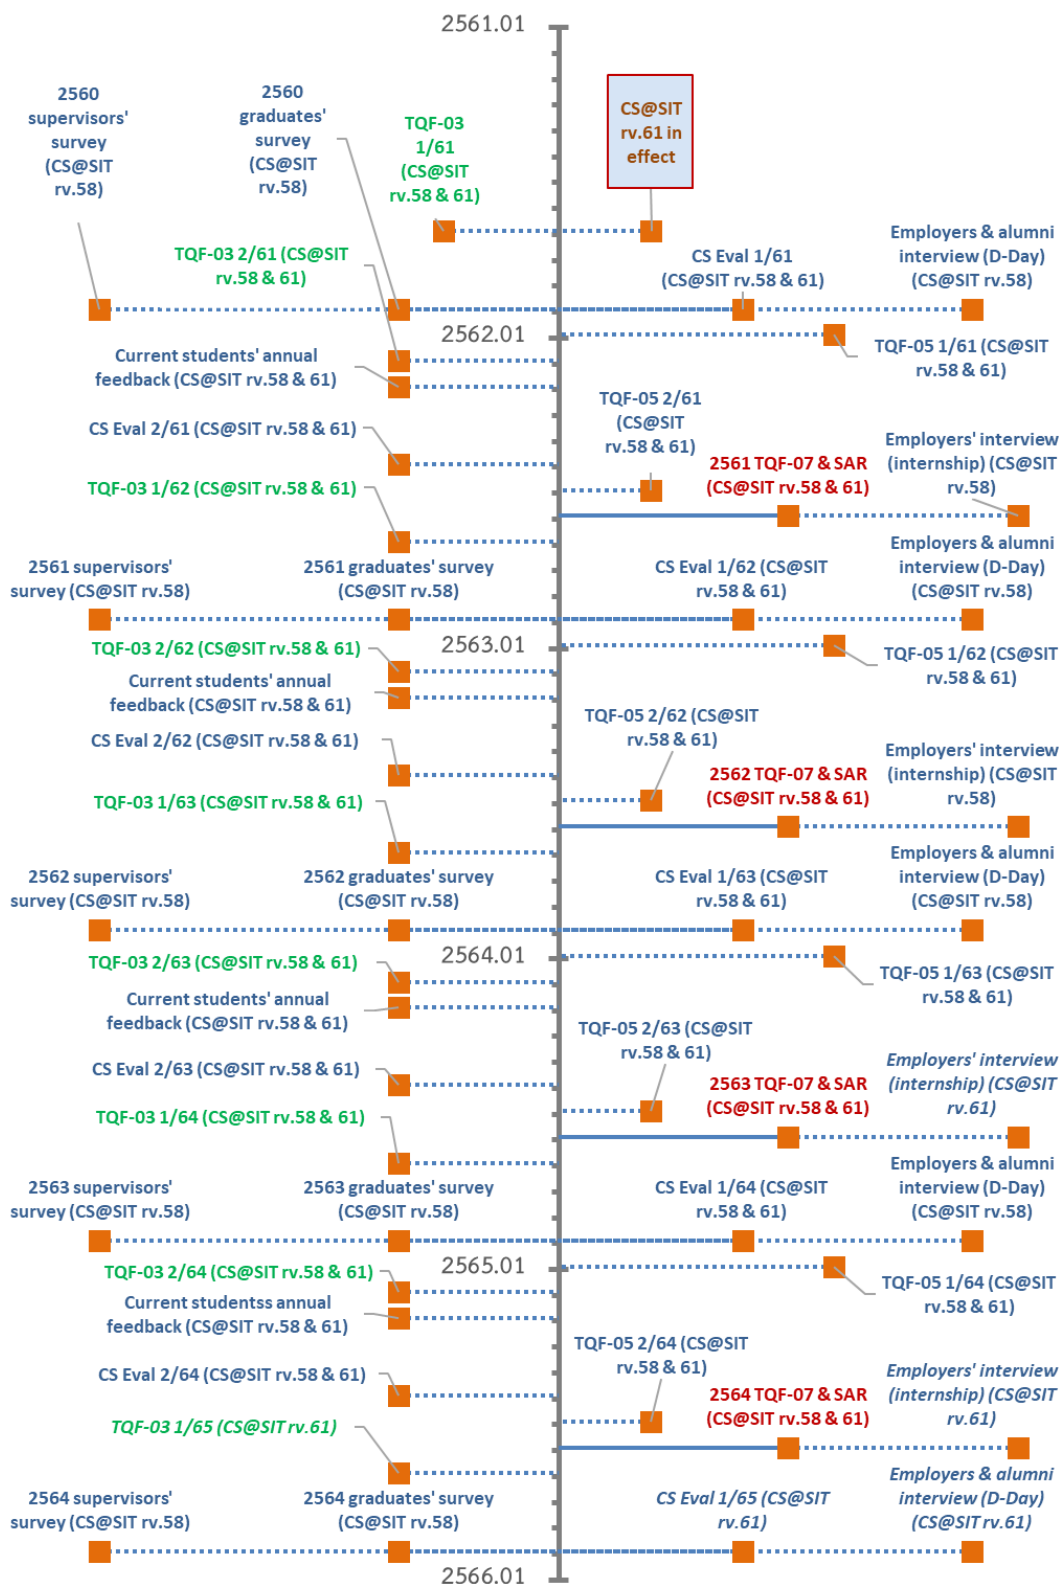 2561.01
2560
supervisors'
survey
(CS@SIT
rv.58)
2560
graduates'
survey
(CS@SIT
rv.58)
TQF-03
1/61
(CS@SIT
rv.58 & 61)
CS@SIT
rv.61 in
effect
TQF-03 2/61 (CS@SIT
rv.58 & 61)
CS Eval 1/61
(CS@SIT rv.58 & 61)
Employers & alumni
interview (D-Day)
(CS@SIT rv.58)
2562.01
TQF-05 1/61 (CS@SIT
rv.58 & 61)
Current students' annual
feedback (CS@SIT rv.58 & 61)
TQF-05 2/61
(CS@SIT
rv.58 & 61)
CS Eval 2/61 (CS@SIT rv.58 & 61)
2561 TQF-07 & SAR
(CS@SIT rv.58 & 61)
Employers' interview
(internship) (CS@SIT
rv.58)
TQF-03 1/62 (CS@SIT rv.58 & 61)
2561 supervisors'
survey (CS@SIT rv.58)
2561 graduates' survey
(CS@SIT rv.58)
CS Eval 1/62 (CS@SIT
rv.58 & 61)
Employers & alumni
interview (D-Day)
(CS@SIT rv.58)
2563.01
TQF-03 2/62 (CS@SIT rv.58 & 61)
TQF-05 1/62 (CS@SIT
rv.58 & 61)
Current students' annual
feedback (CS@SIT rv.58 & 61)
TQF-05 2/62 (CS@SIT
rv.58 & 61)
CS Eval 2/62 (CS@SIT rv.58 & 61)
2562 TQF-07 & SAR
(CS@SIT rv.58 & 61)
Employers' interview
(internship) (CS@SIT
rv.58)
TQF-03 1/63 (CS@SIT rv.58 & 61)
2562 supervisors'
survey (CS@SIT rv.58)
2562 graduates' survey
(CS@SIT rv.58)
CS Eval 1/63 (CS@SIT
rv.58 & 61)
Employers & alumni
interview (D-Day)
(CS@SIT rv.58)
2564.01
TQF-03 2/63 (CS@SIT rv.58 & 61)
TQF-05 1/63 (CS@SIT
rv.58 & 61)
Current students' annual
feedback (CS@SIT rv.58 & 61)
TQF-05 2/63 (CS@SIT
rv.58 & 61)
CS Eval 2/63 (CS@SIT rv.58 & 61)
2563 TQF-07 & SAR
(CS@SIT rv.58 & 61)
Employers' interview
(internship) (CS@SIT
rv.61)
TQF-03 1/64 (CS@SIT rv.58 & 61)
2563 supervisors'
survey (CS@SIT rv.58)
2563 graduates' survey
(CS@SIT rv.58)
CS Eval 1/64 (CS@SIT
rv.58 & 61)
Employers & alumni
interview (D-Day)
(CS@SIT rv.58)
2565.01
TQF-03 2/64 (CS@SIT rv.58 & 61)
TQF-05 1/64 (CS@SIT
rv.58 & 61)
Current studentss annual
feedback (CS@SIT rv.58 & 61)
TQF-05 2/64 (CS@SIT
rv.58 & 61)
CS Eval 2/64 (CS@SIT rv.58 & 61)
2564 TQF-07 & SAR
(CS@SIT rv.58 & 61)
Employers' interview
(internship) (CS@SIT
rv.61)
TQF-03 1/65 (CS@SIT rv.61)
2564 supervisors'
survey (CS@SIT rv.58)
2564 graduates' survey
(CS@SIT rv.58)
CS Eval 1/65 (CS@SIT
rv.61)
Employers & alumni
interview (D-Day)
(CS@SIT rv.61)
2566.01